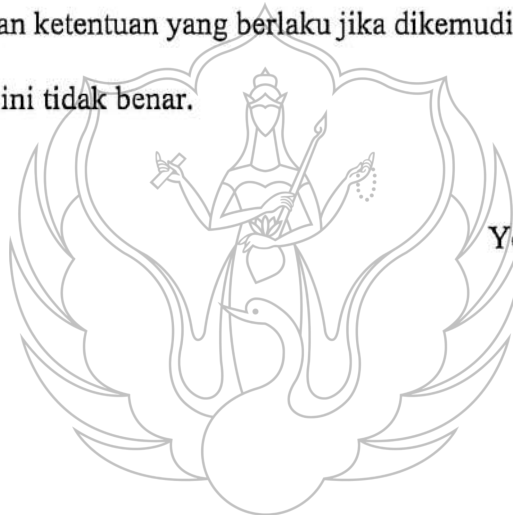 an ketentuan yang berlaku jika dikemudi
ini tidak benar.
Y